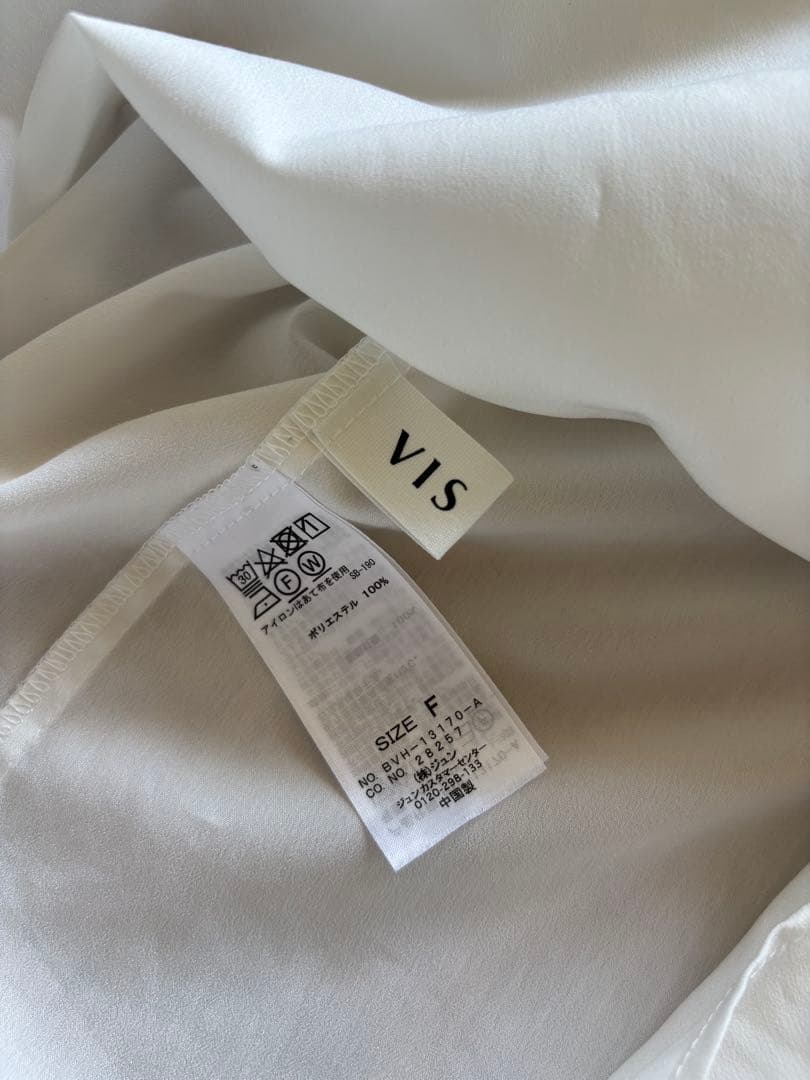 VIS
30
F W
アイロンはあて布を使用 SB-190
ポリエステル 100%
SIZE F
NO. BVH-13170-A
CO. NO. 28257
(株)ジュン
ジュンカスタマーセンター
0120-298-133
中国製